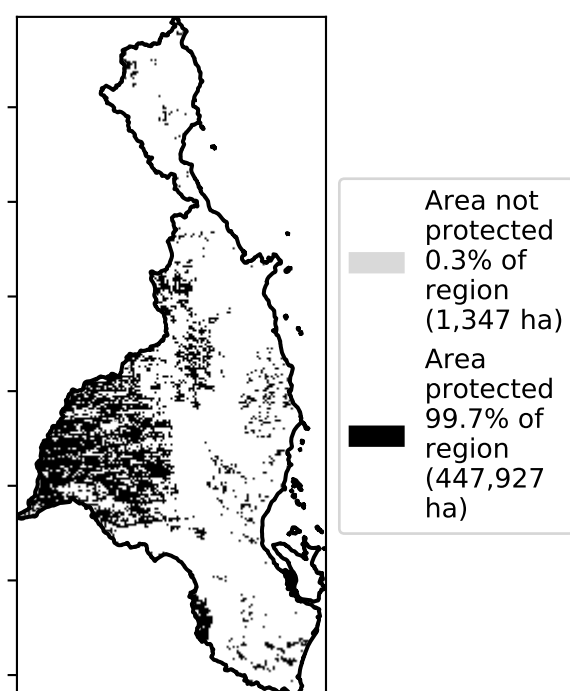 Area not
protected
0.3% of
region
(1,347 ha)
Area
protected
99.7% of
region
(447,927
ha)